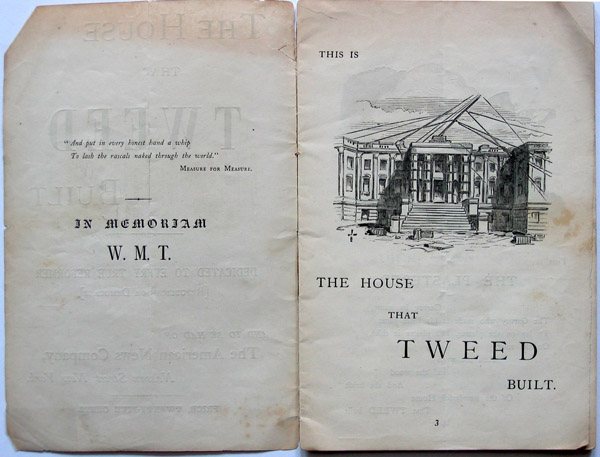 "And put in every honest hand a whip
To lash the rascals naked through the world."
Measure for Measure.
IN MEMORIAM
W. M. T.
THIS IS
THE HOUSE
THAT
TWEED
BUILT.
3